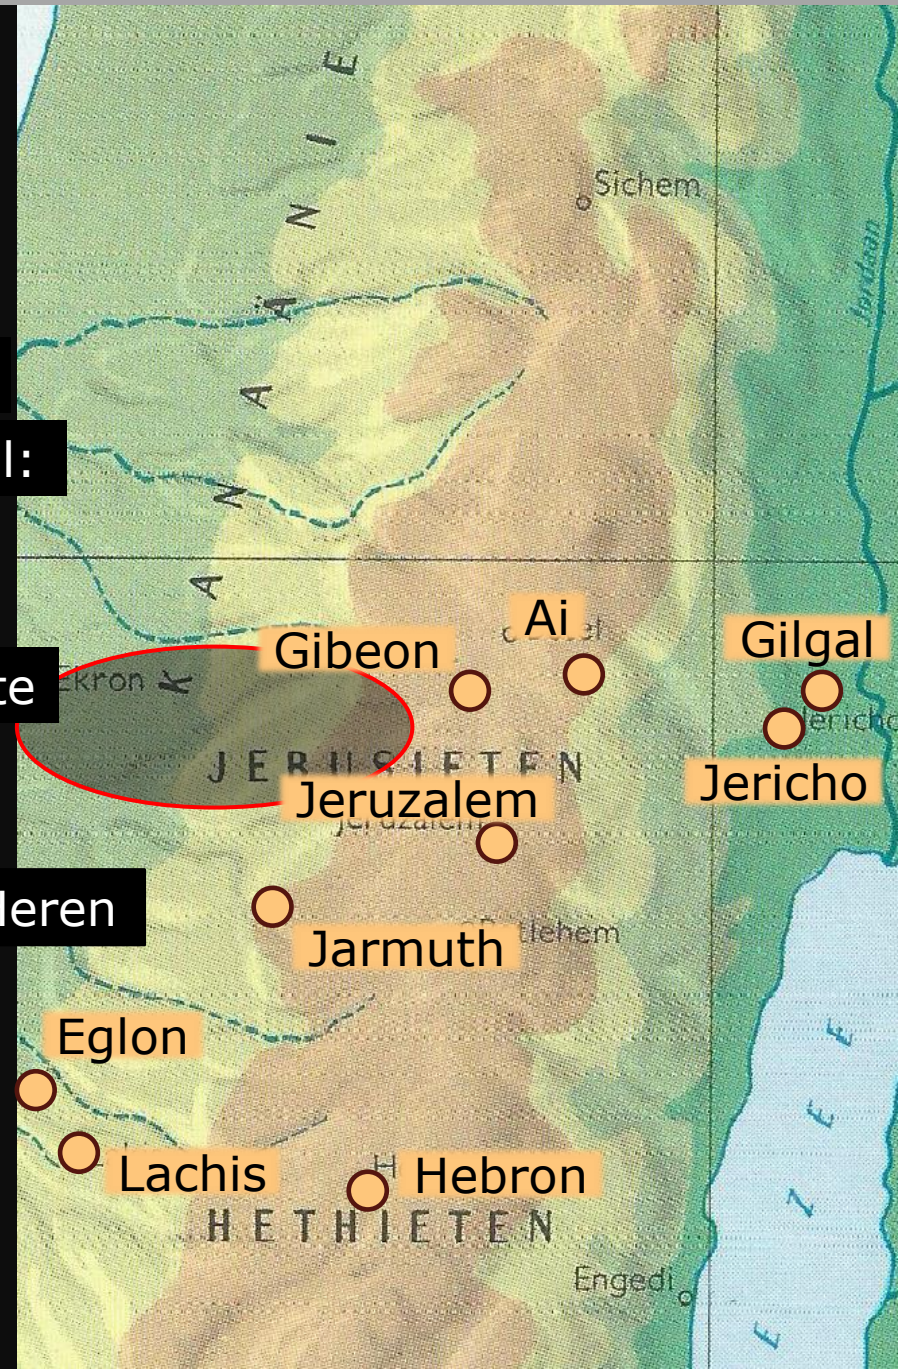 K A N A Ä N I E
Sichem
Jordaan
l:
Ai
Gibeon
Gilgal
Ekron
te
Jericho
JEBUSIETEN
Jericho
Jeruzalem
Jeruzalem
leren
Betlehem
Jarmuth
Eglon
Lachis
Hebron
H
HETHIETEN
Engedi
E Z E E